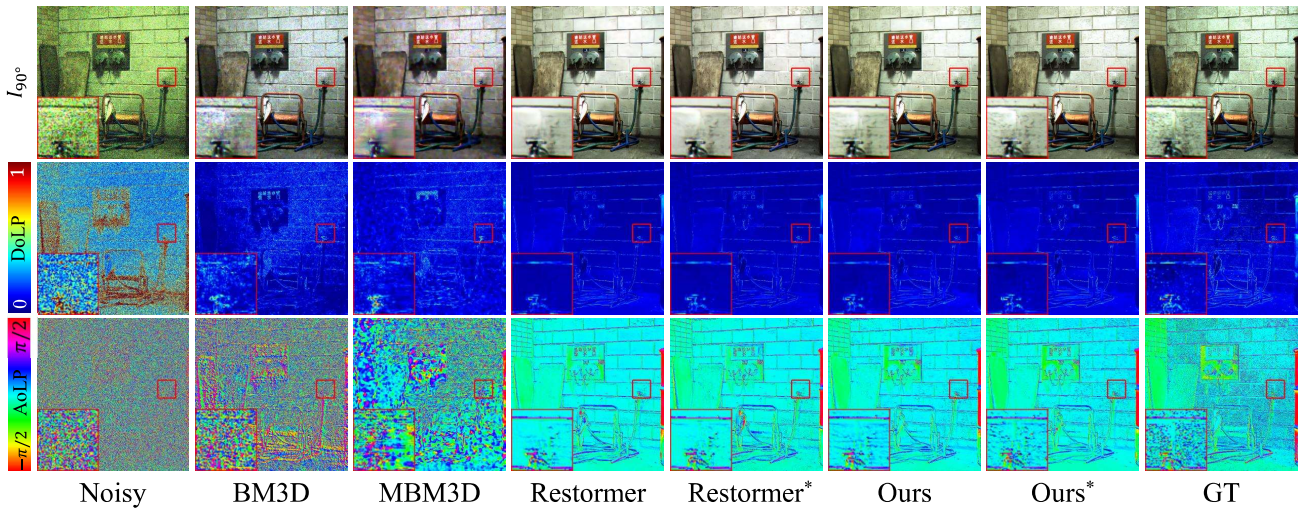 I90°
1
DoLP
0
π/2
AoLP
−π/2
Noisy
BM3D
MBM3D
Restormer
Restormer*
Ours
Ours*
GT